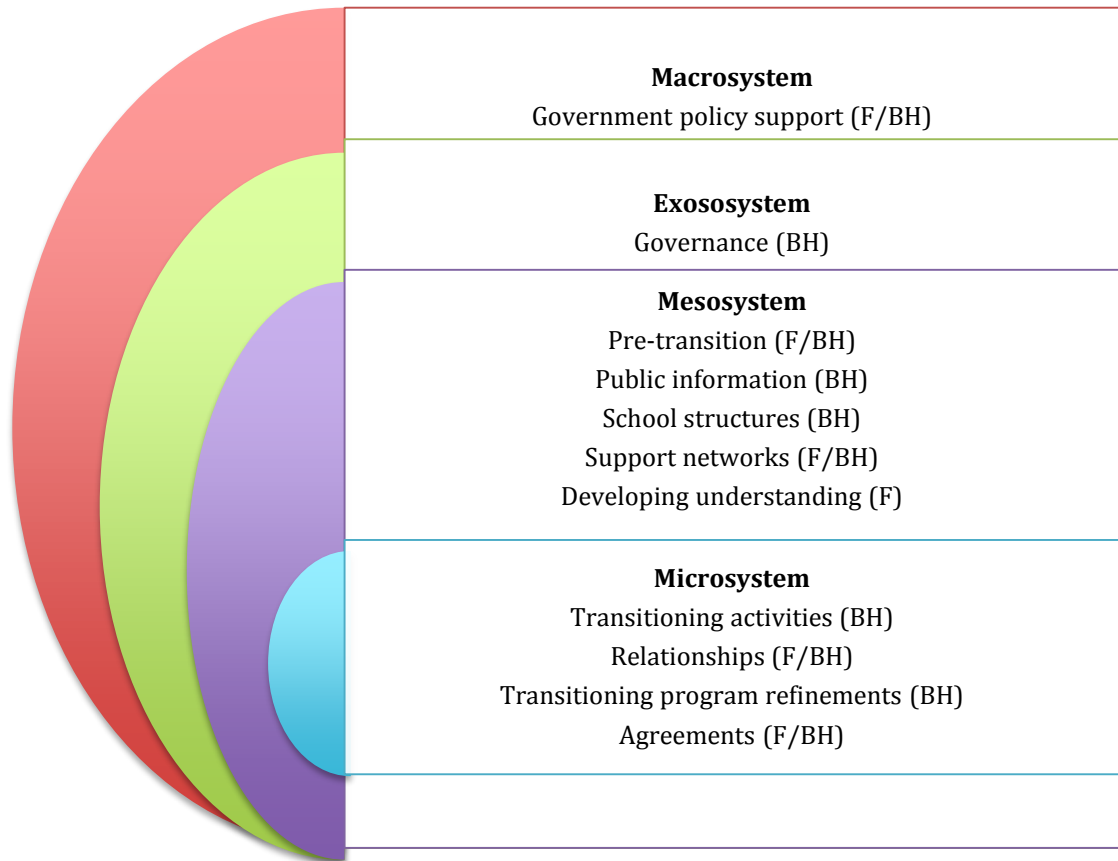 Macrosystem
Government policy support (F/BH)
Exososystem
Governance (BH)
Mesosystem
Pre-transition (F/BH)
Public information (BH)
School structures (BH)
Support networks (F/BH)
Developing understanding (F)
Microsystem
Transitioning activities (BH)
Relationships (F/BH)
Transitioning program refinements (BH)
Agreements (F/BH)